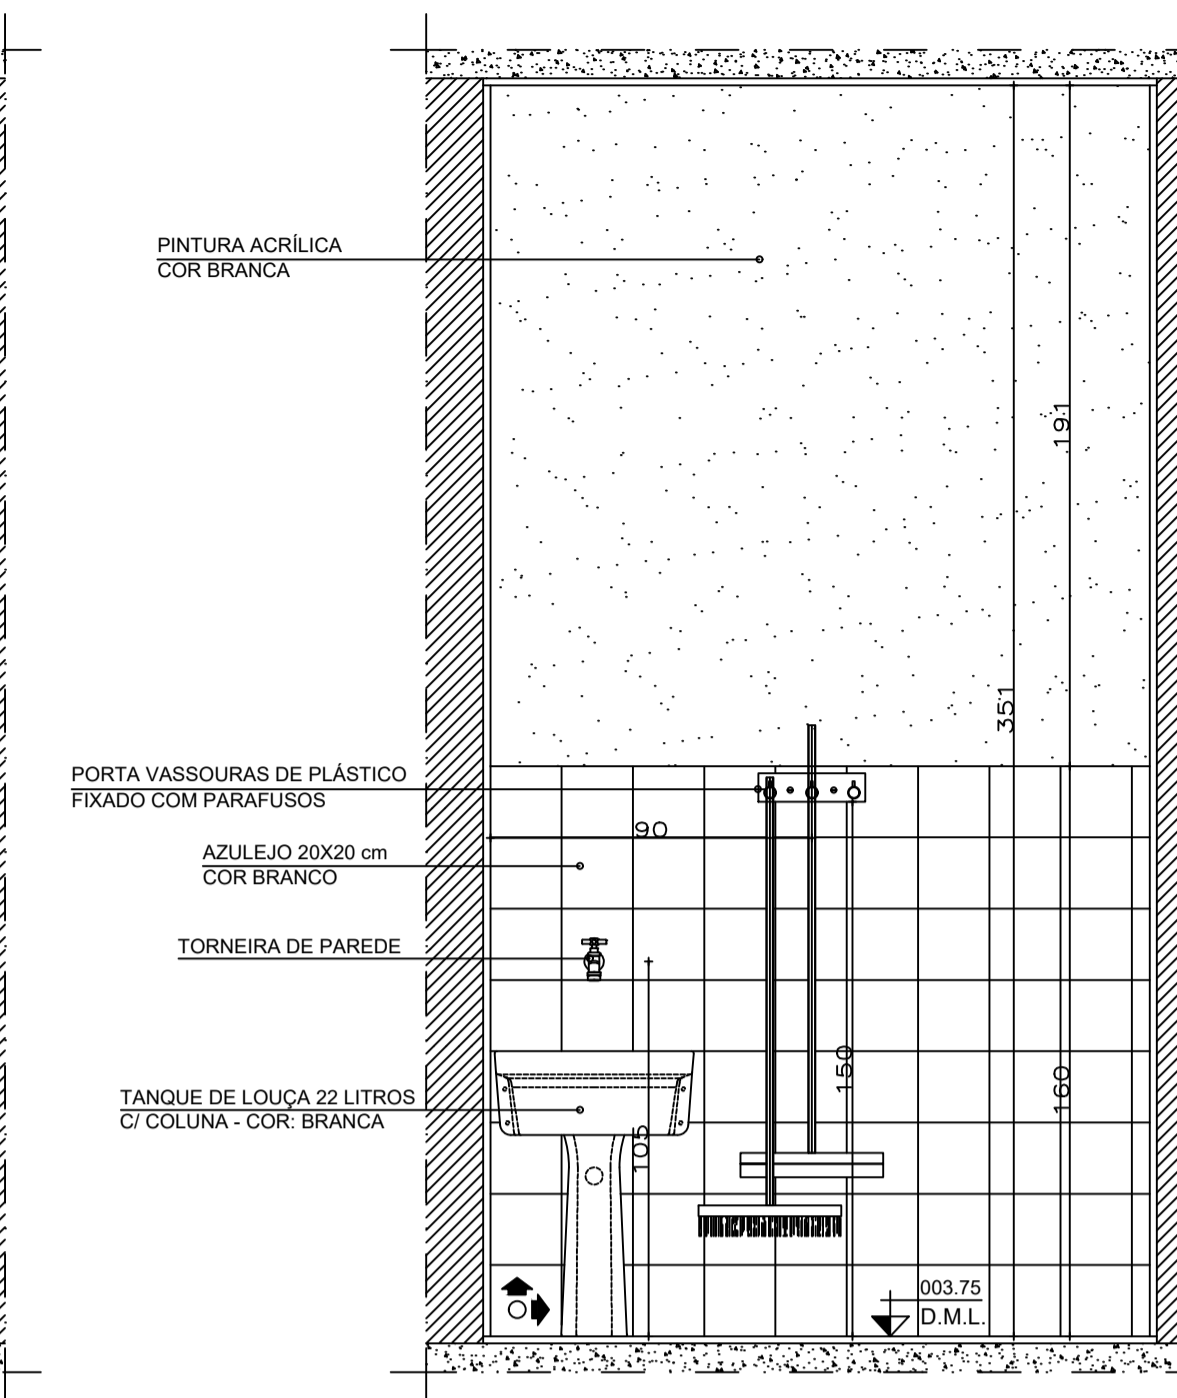 PINTURA ACRÍLICA
COR BRANCA
191
351
PORTA VASSOURAS DE PLÁSTICO
FIXADO COM PARAFUSOS
90
AZULEJO 20X20 cm
COR BRANCO
TORNEIRA DE PAREDE
150
160
TANQUE DE LOUÇA 22 LITROS
C/ COLUNA - COR: BRANCA
105
003.75
D.M.L.